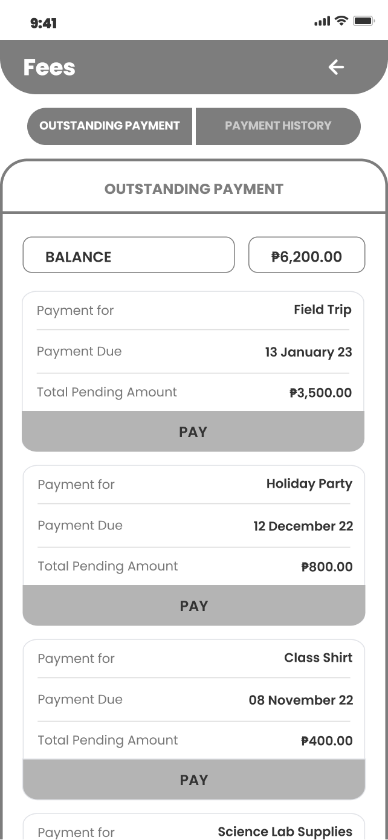 9:41
Fees
OUTSTANDING PAYMENT PAYMENT HISTORY
OUTSTANDING PAYMENT
BALANCE ₱6,200.00
Payment for Field Trip
Payment Due 13 January 23
Total Pending Amount ₱3,500.00
PAY
Payment for Holiday Party
Payment Due 12 December 22
Total Pending Amount ₱800.00
PAY
Payment for Class Shirt
Payment Due 08 November 22
Total Pending Amount ₱400.00
PAY
Payment for Science Lab Supplies